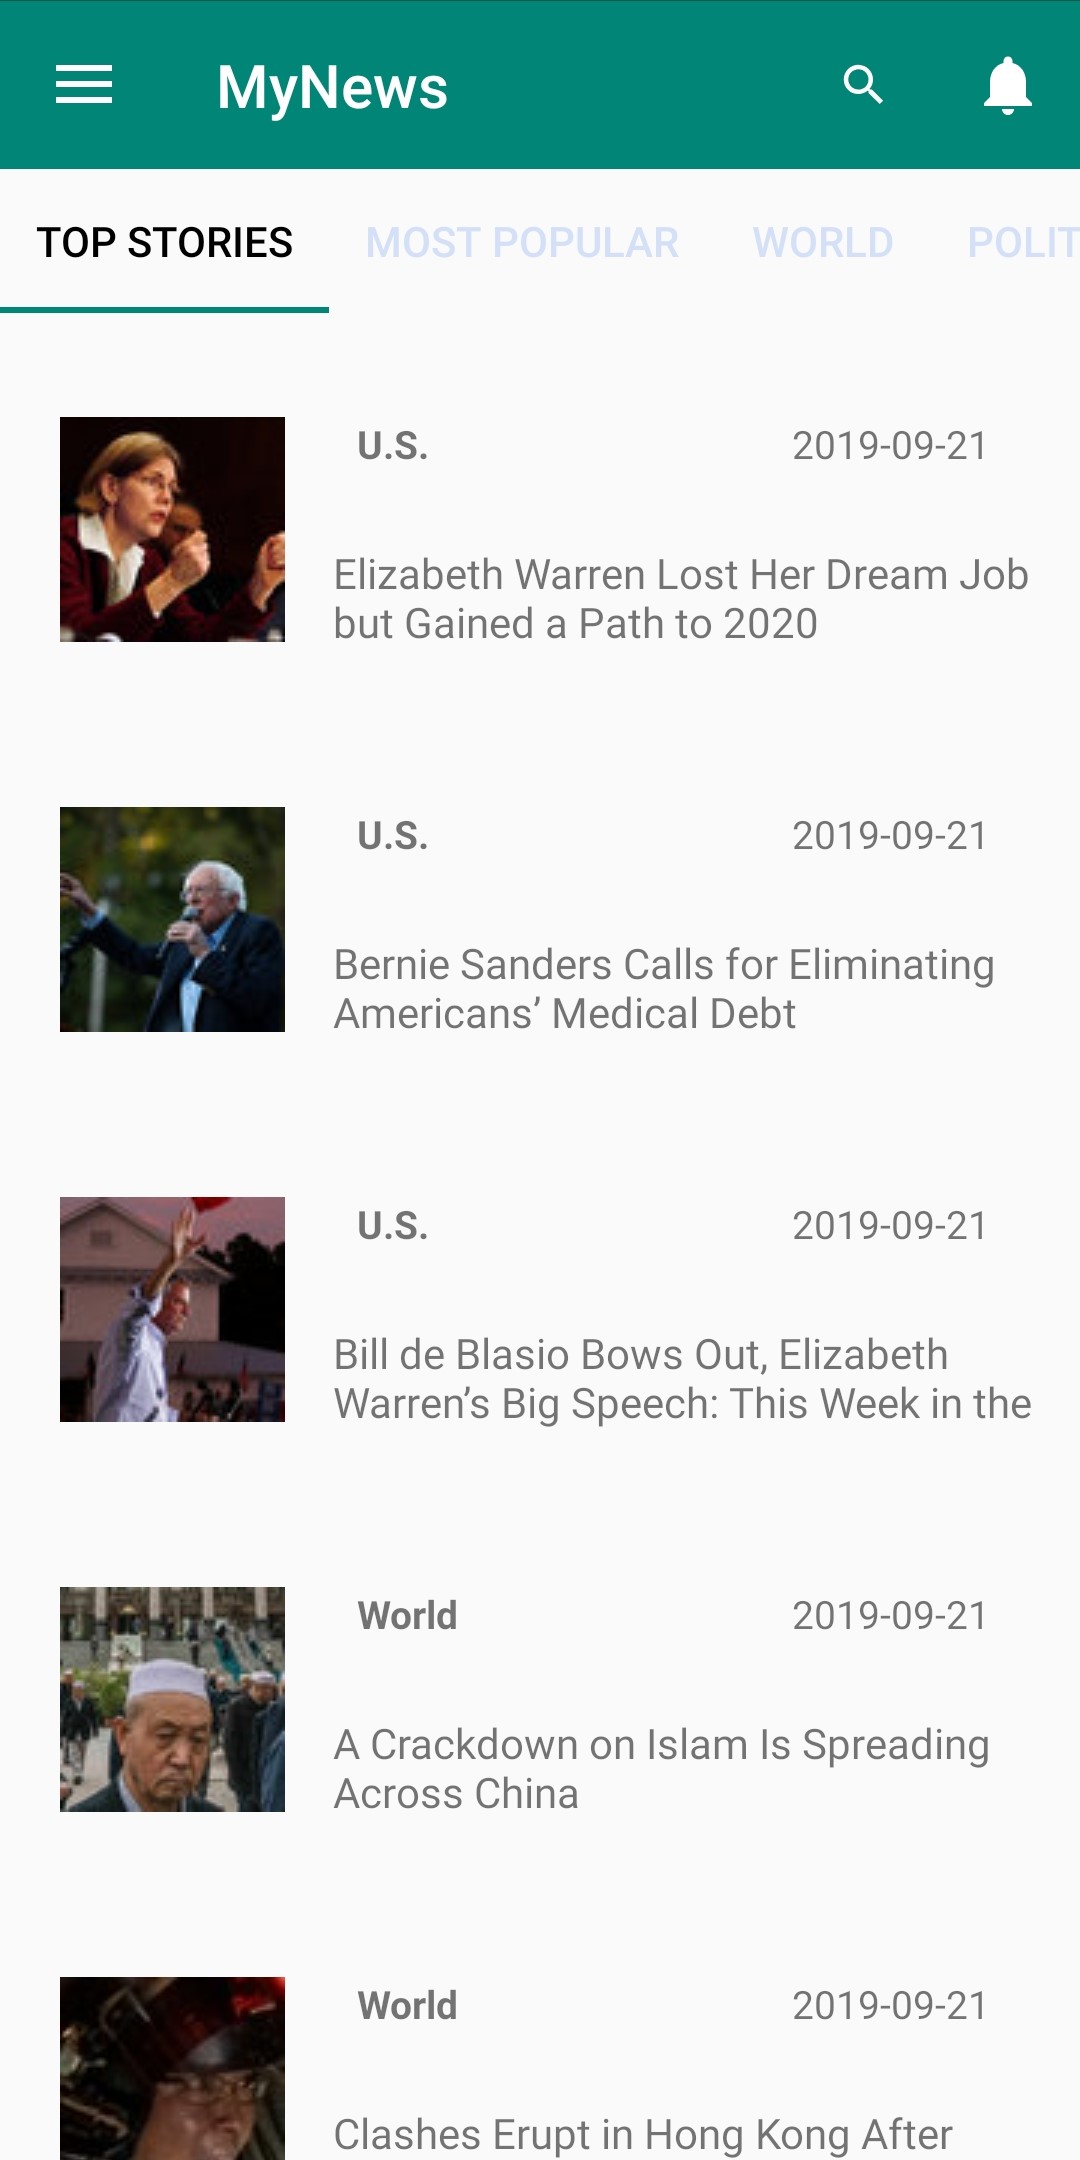 MyNews
TOP STORIES MOST POPULAR WORLD POLIT
U.S. 2019-09-21
Elizabeth Warren Lost Her Dream Job
but Gained a Path to 2020
U.S. 2019-09-21
Bernie Sanders Calls for Eliminating
Americans’ Medical Debt
U.S. 2019-09-21
Bill de Blasio Bows Out, Elizabeth
Warren’s Big Speech: This Week in the
World 2019-09-21
A Crackdown on Islam Is Spreading
Across China
World 2019-09-21
Clashes Erupt in Hong Kong After